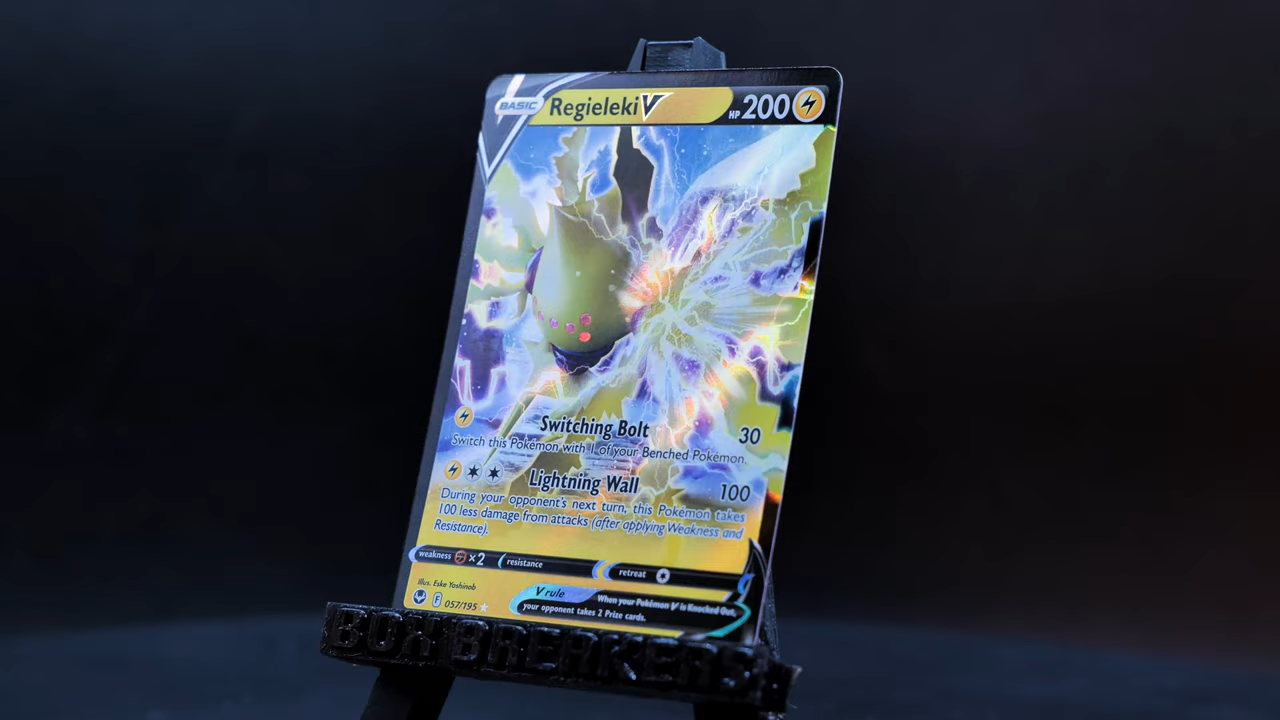 BASIC Regieleki V HP 200
Switching Bolt 30
Switch this Pokémon with 1 of your Benched Pokémon.
Lightning Wall 100
During your opponent's next turn, this Pokémon takes
100 less damage from attacks (after applying Weakness and
Resistance).
weakness ×2 resistance retreat
Illus. Eske Yoshinob
F 057/195
V rule When your Pokémon V is Knocked Out,
your opponent takes 2 Prize cards.
BOX BREAKERS